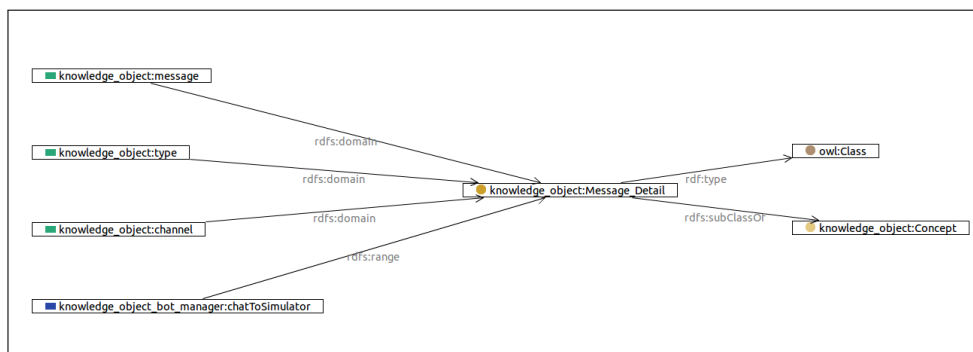 knowledge_object:message
rdfs:domain
knowledge_object:type
owl:Class
rdfs:domain
rdf:type
knowledge_object:Message_Detail
rdfs:domain
rdfs:subClassOf
knowledge_object:channel
knowledge_object:Concept
rdfs:range
knowledge_object_bot_manager:chatToSimulator